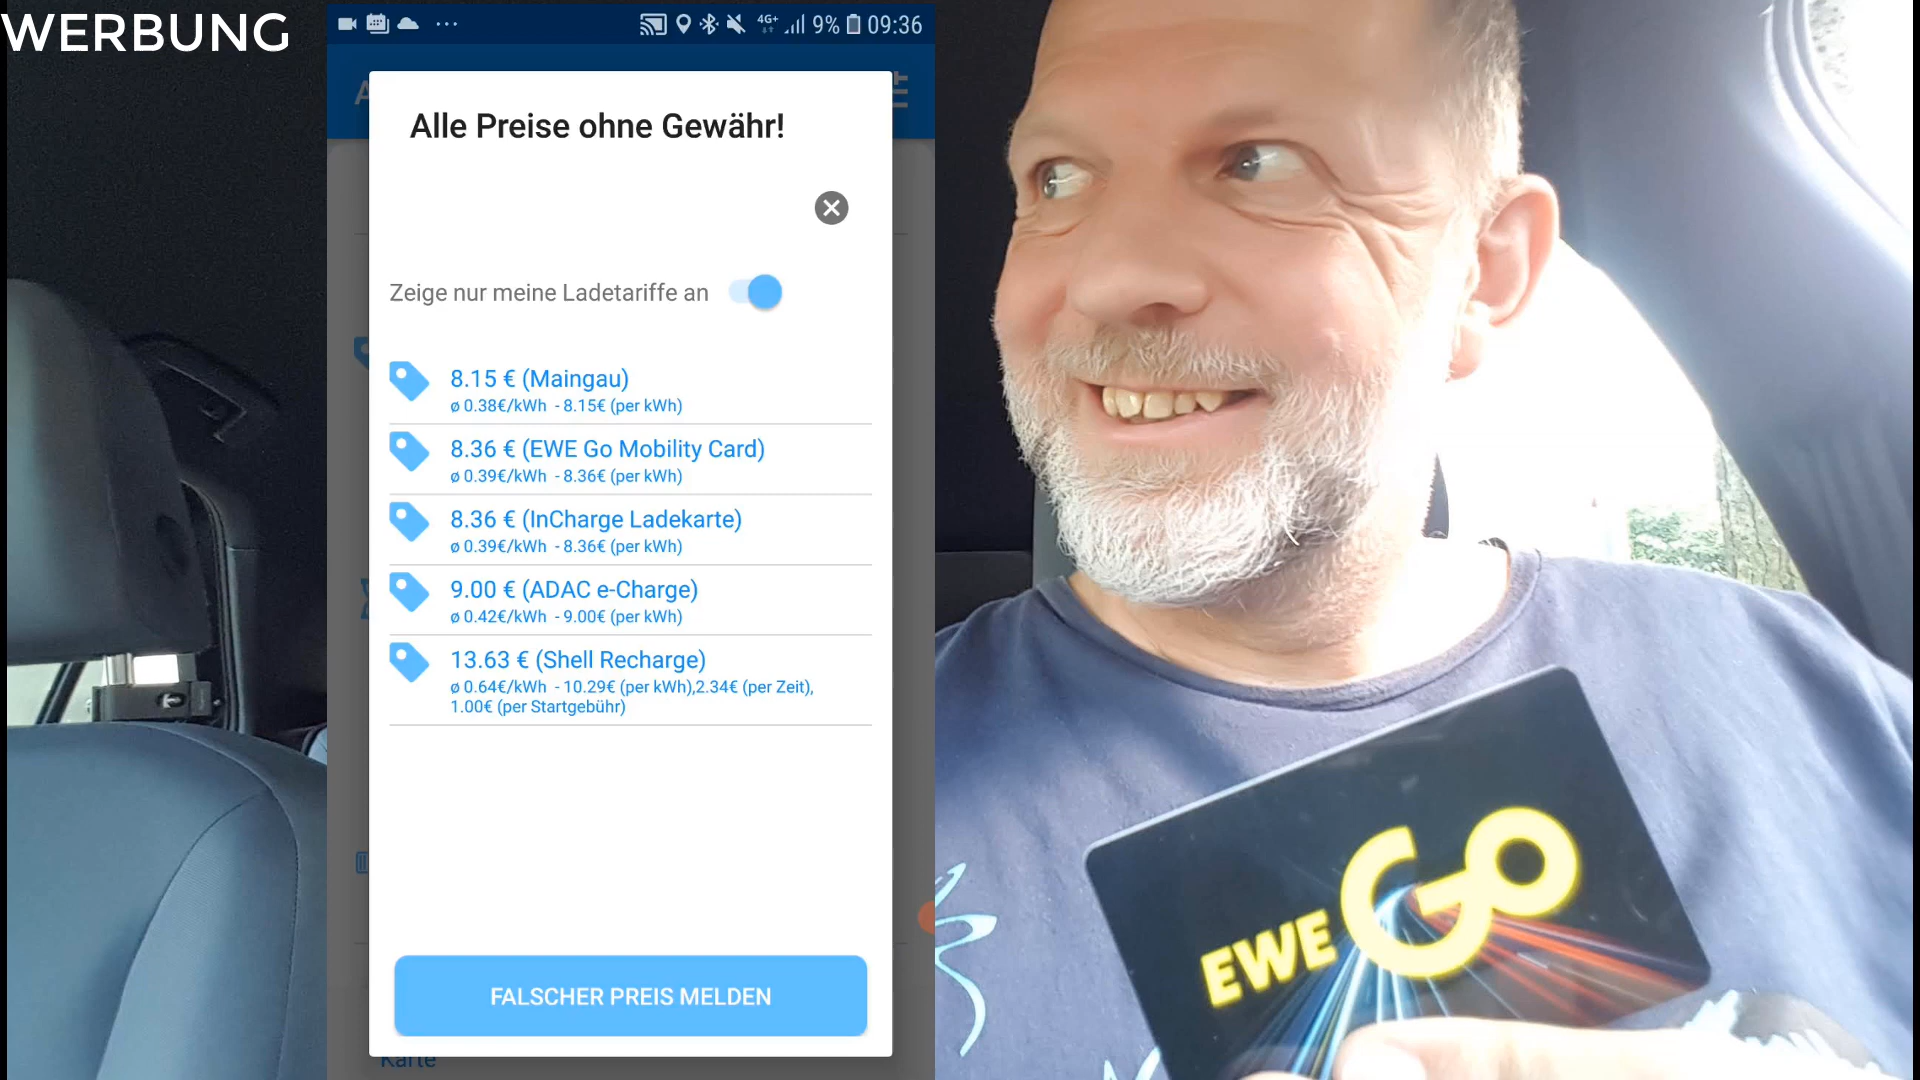 WERBUNG
4G+ 9% 09:36
Alle Preise ohne Gewähr!
Zeige nur meine Ladetariffe an
8.15 € (Maingau)
ø 0.38€/kWh - 8.15€ (per kWh)
8.36 € (EWE Go Mobility Card)
ø 0.39€/kWh - 8.36€ (per kWh)
8.36 € (InCharge Ladekarte)
ø 0.39€/kWh - 8.36€ (per kWh)
9.00 € (ADAC e-Charge)
ø 0.42€/kWh - 9.00€ (per kWh)
13.63 € (Shell Recharge)
ø 0.64€/kWh - 10.29€ (per kWh),2.34€ (per Zeit),
1.00€ (per Startgebühr)
FALSCHER PREIS MELDEN
Karte
EWE Go